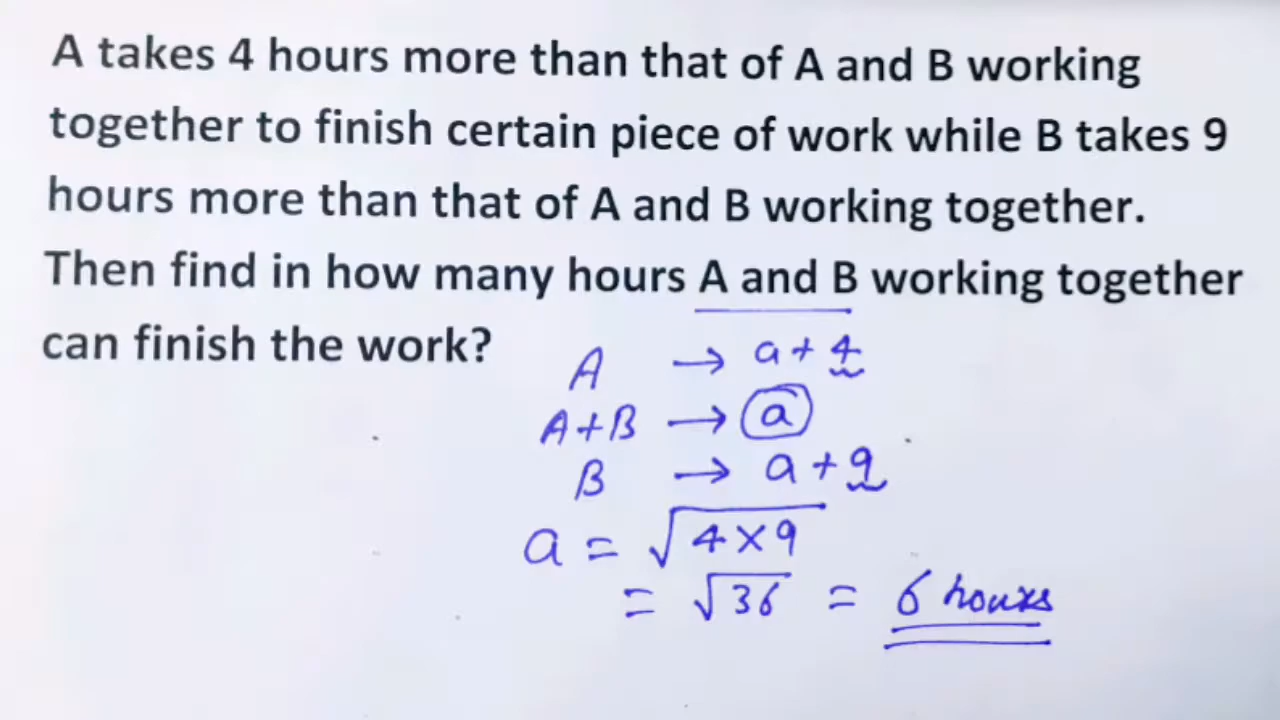 A takes 4 hours more than that of A and B working
together to finish certain piece of work while B takes 9
hours more than that of A and B working together.
Then find in how many hours A and B working together
can finish the work?
A → a + 4
A+B → a
B → a + 9
a = √4×9
= √36 = 6 hours